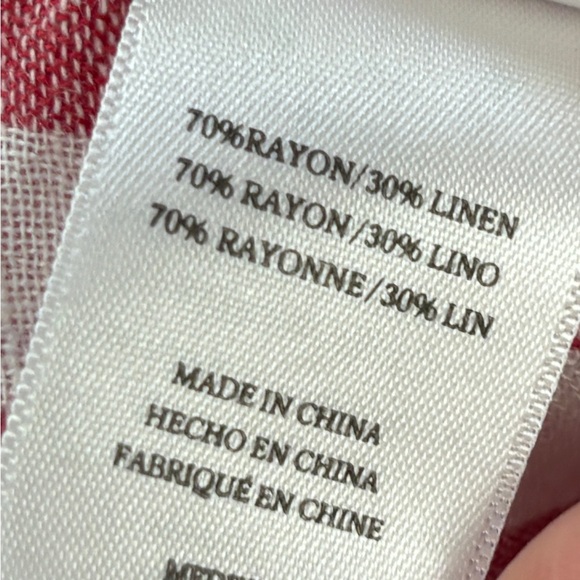 70%RAYON/30% LINEN
70% RAYON/30% LINO
70% RAYONNE/30% LIN
MADE IN CHINA
HECHO EN CHINA
FABRIQUÉ EN CHINE